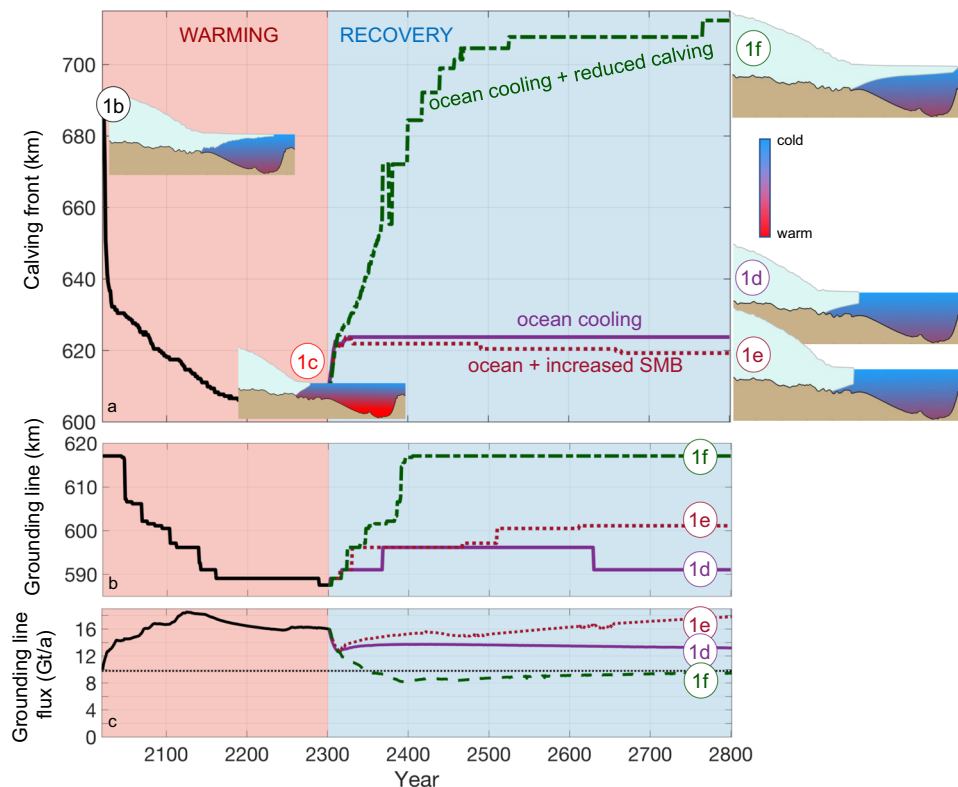 WARMING
RECOVERY
1f
1b
ocean cooling + reduced calving
cold
warm
700
680
660
640
620
600
Calving front (km)
1d
ocean cooling
1c
ocean + increased SMB
1e
a
620
610
600
590
Grounding line (km)
1f
1e
1d
b
16
12
8
4
0
Grounding line
flux (Gt/a)
1e
1d
1f
c
2100 2200 2300 2400 2500 2600 2700 2800
Year